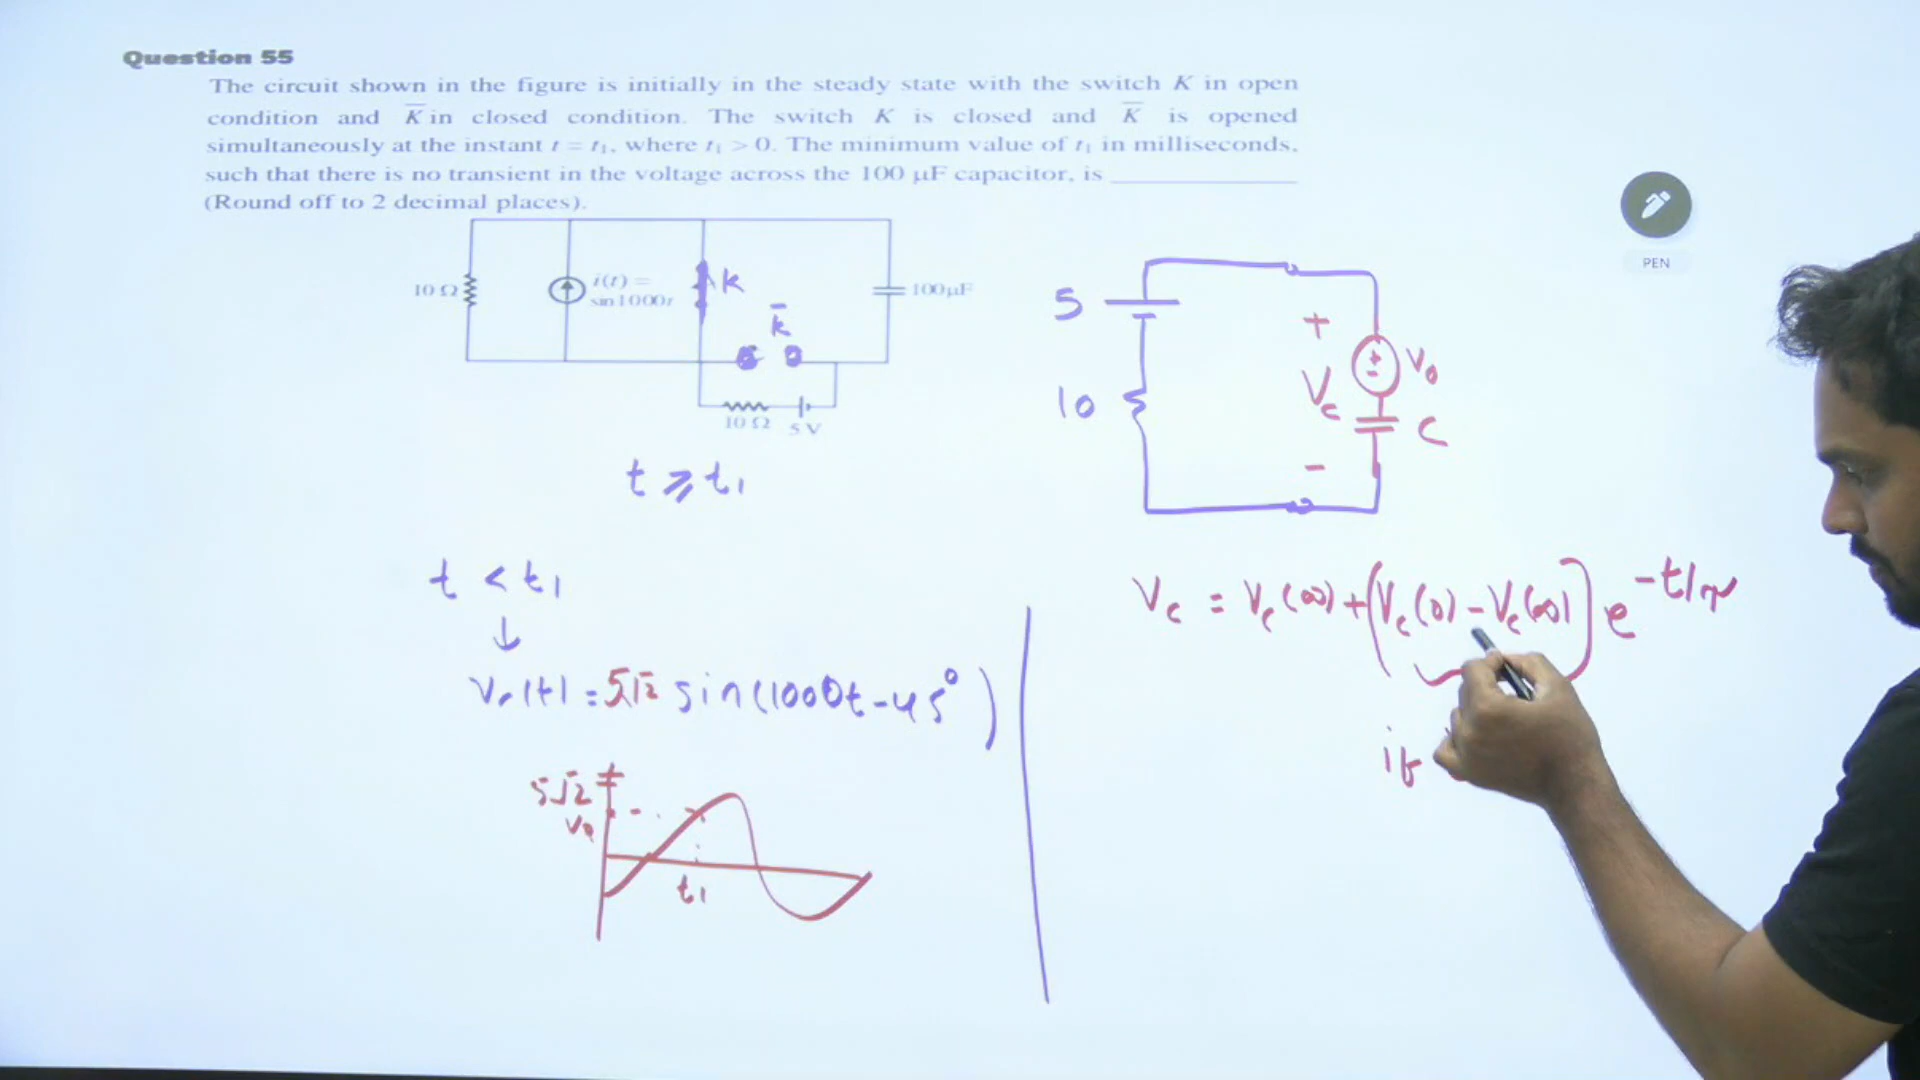 Question 55
The circuit shown in the figure is initially in the steady state with the switch K in open
condition and K̅ in closed condition. The switch K is closed and K̅ is opened
simultaneously at the instant t = t₁, where t₁ > 0. The minimum value of t₁ in milliseconds,
such that there is no transient in the voltage across the 100 μF capacitor, is ____________
(Round off to 2 decimal places).
10 Ω
i(t) =
sin1000t
K
k̅
100μF
10 Ω
5 V
t ⩾ t₁
5
10
+
Vc
-
±
V₀
C
t < t₁
↓
Vc(t) = 5√2 sin(1000t - 45°)
5√2
V₀
t₁
Vc = Vc(∞) + [Vc(0) - Vc(∞)] e^-t/τ
if
PEN